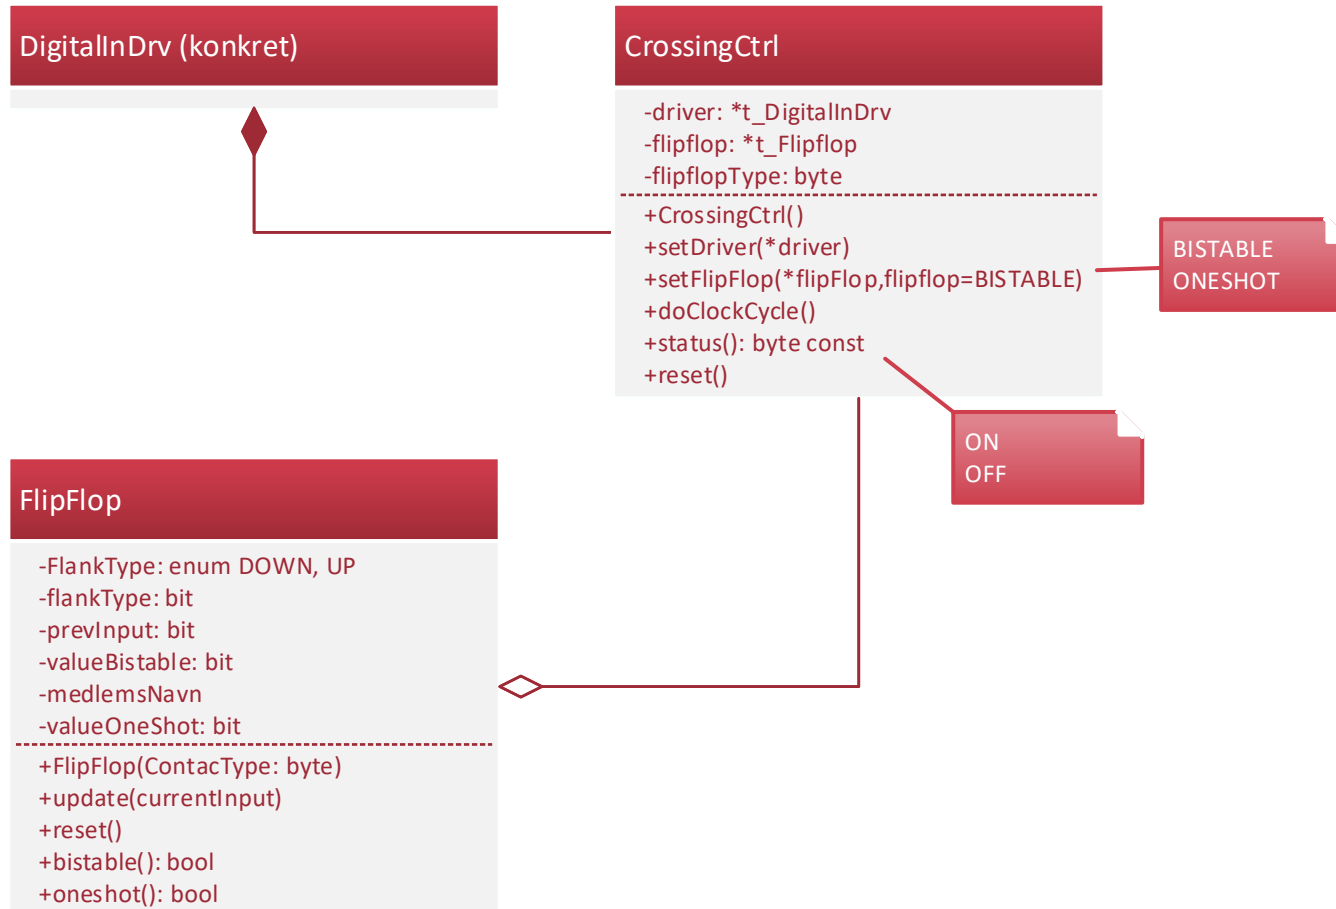 DigitalInDrv (konkret)
CrossingCtrl
-driver: *t_DigitalInDrv
-flipflop: *t_Flipflop
-flipflopType: byte
+CrossingCtrl()
+setDriver(*driver)
+setFlipFlop(*flipFlop,flipflop=BISTABLE)
+doClockCycle()
+status(): byte const
+reset()
BISTABLE
ONESHOT
ON
OFF
FlipFlop
-FlankType: enum DOWN, UP
-flankType: bit
-prevInput: bit
-valueBistable: bit
-medlemsNavn
-valueOneShot: bit
+FlipFlop(ContacType: byte)
+update(currentInput)
+reset()
+bistable(): bool
+oneshot(): bool